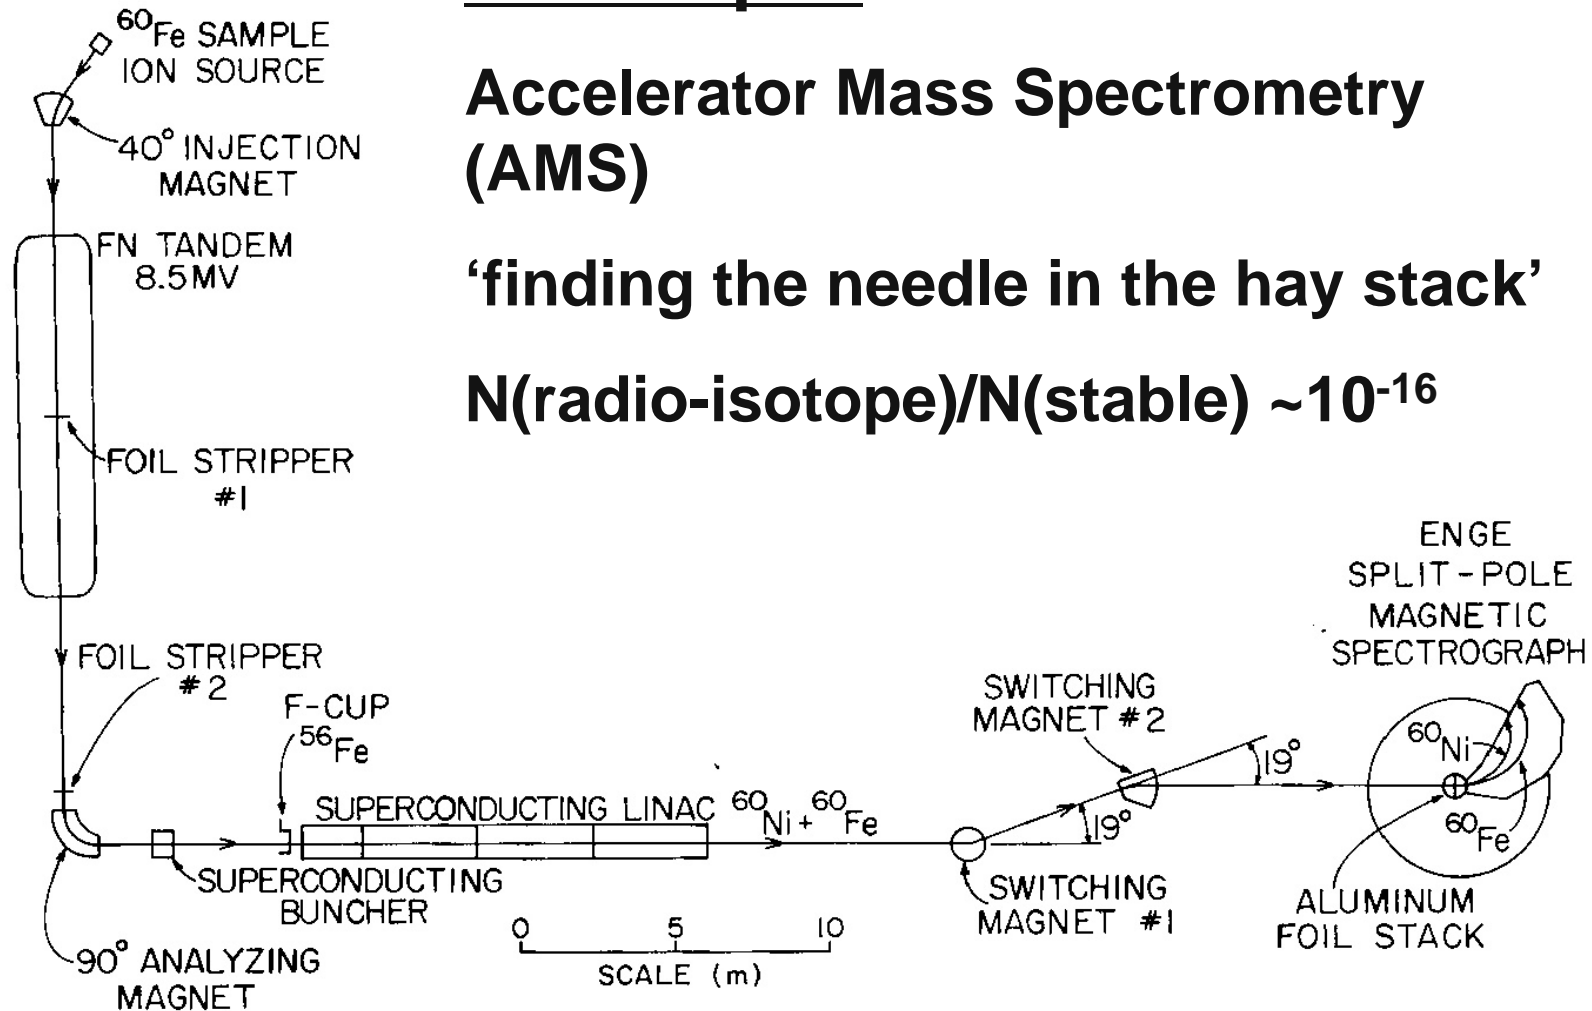 Accelerator Mass Spectrometry
(AMS)
‘finding the needle in the hay stack’
N(radio-isotope)/N(stable) ~10⁻¹⁶
⁶⁰Fe SAMPLE
ION SOURCE
40° INJECTION
MAGNET
FN TANDEM
8.5MV
FOIL STRIPPER
#1
FOIL STRIPPER
#2
F-CUP
⁵⁶Fe
SUPERCONDUCTING LINAC
⁶⁰Ni+⁶⁰Fe
SUPERCONDUCTING
BUNCHER
90° ANALYZING
MAGNET
0 5 10
SCALE (m)
SWITCHING
MAGNET #2
19°
19°
SWITCHING
MAGNET #1
ENGE
SPLIT-POLE
MAGNETIC
SPECTROGRAPH
⁶⁰Ni
⁶⁰Fe
ALUMINUM
FOIL STACK